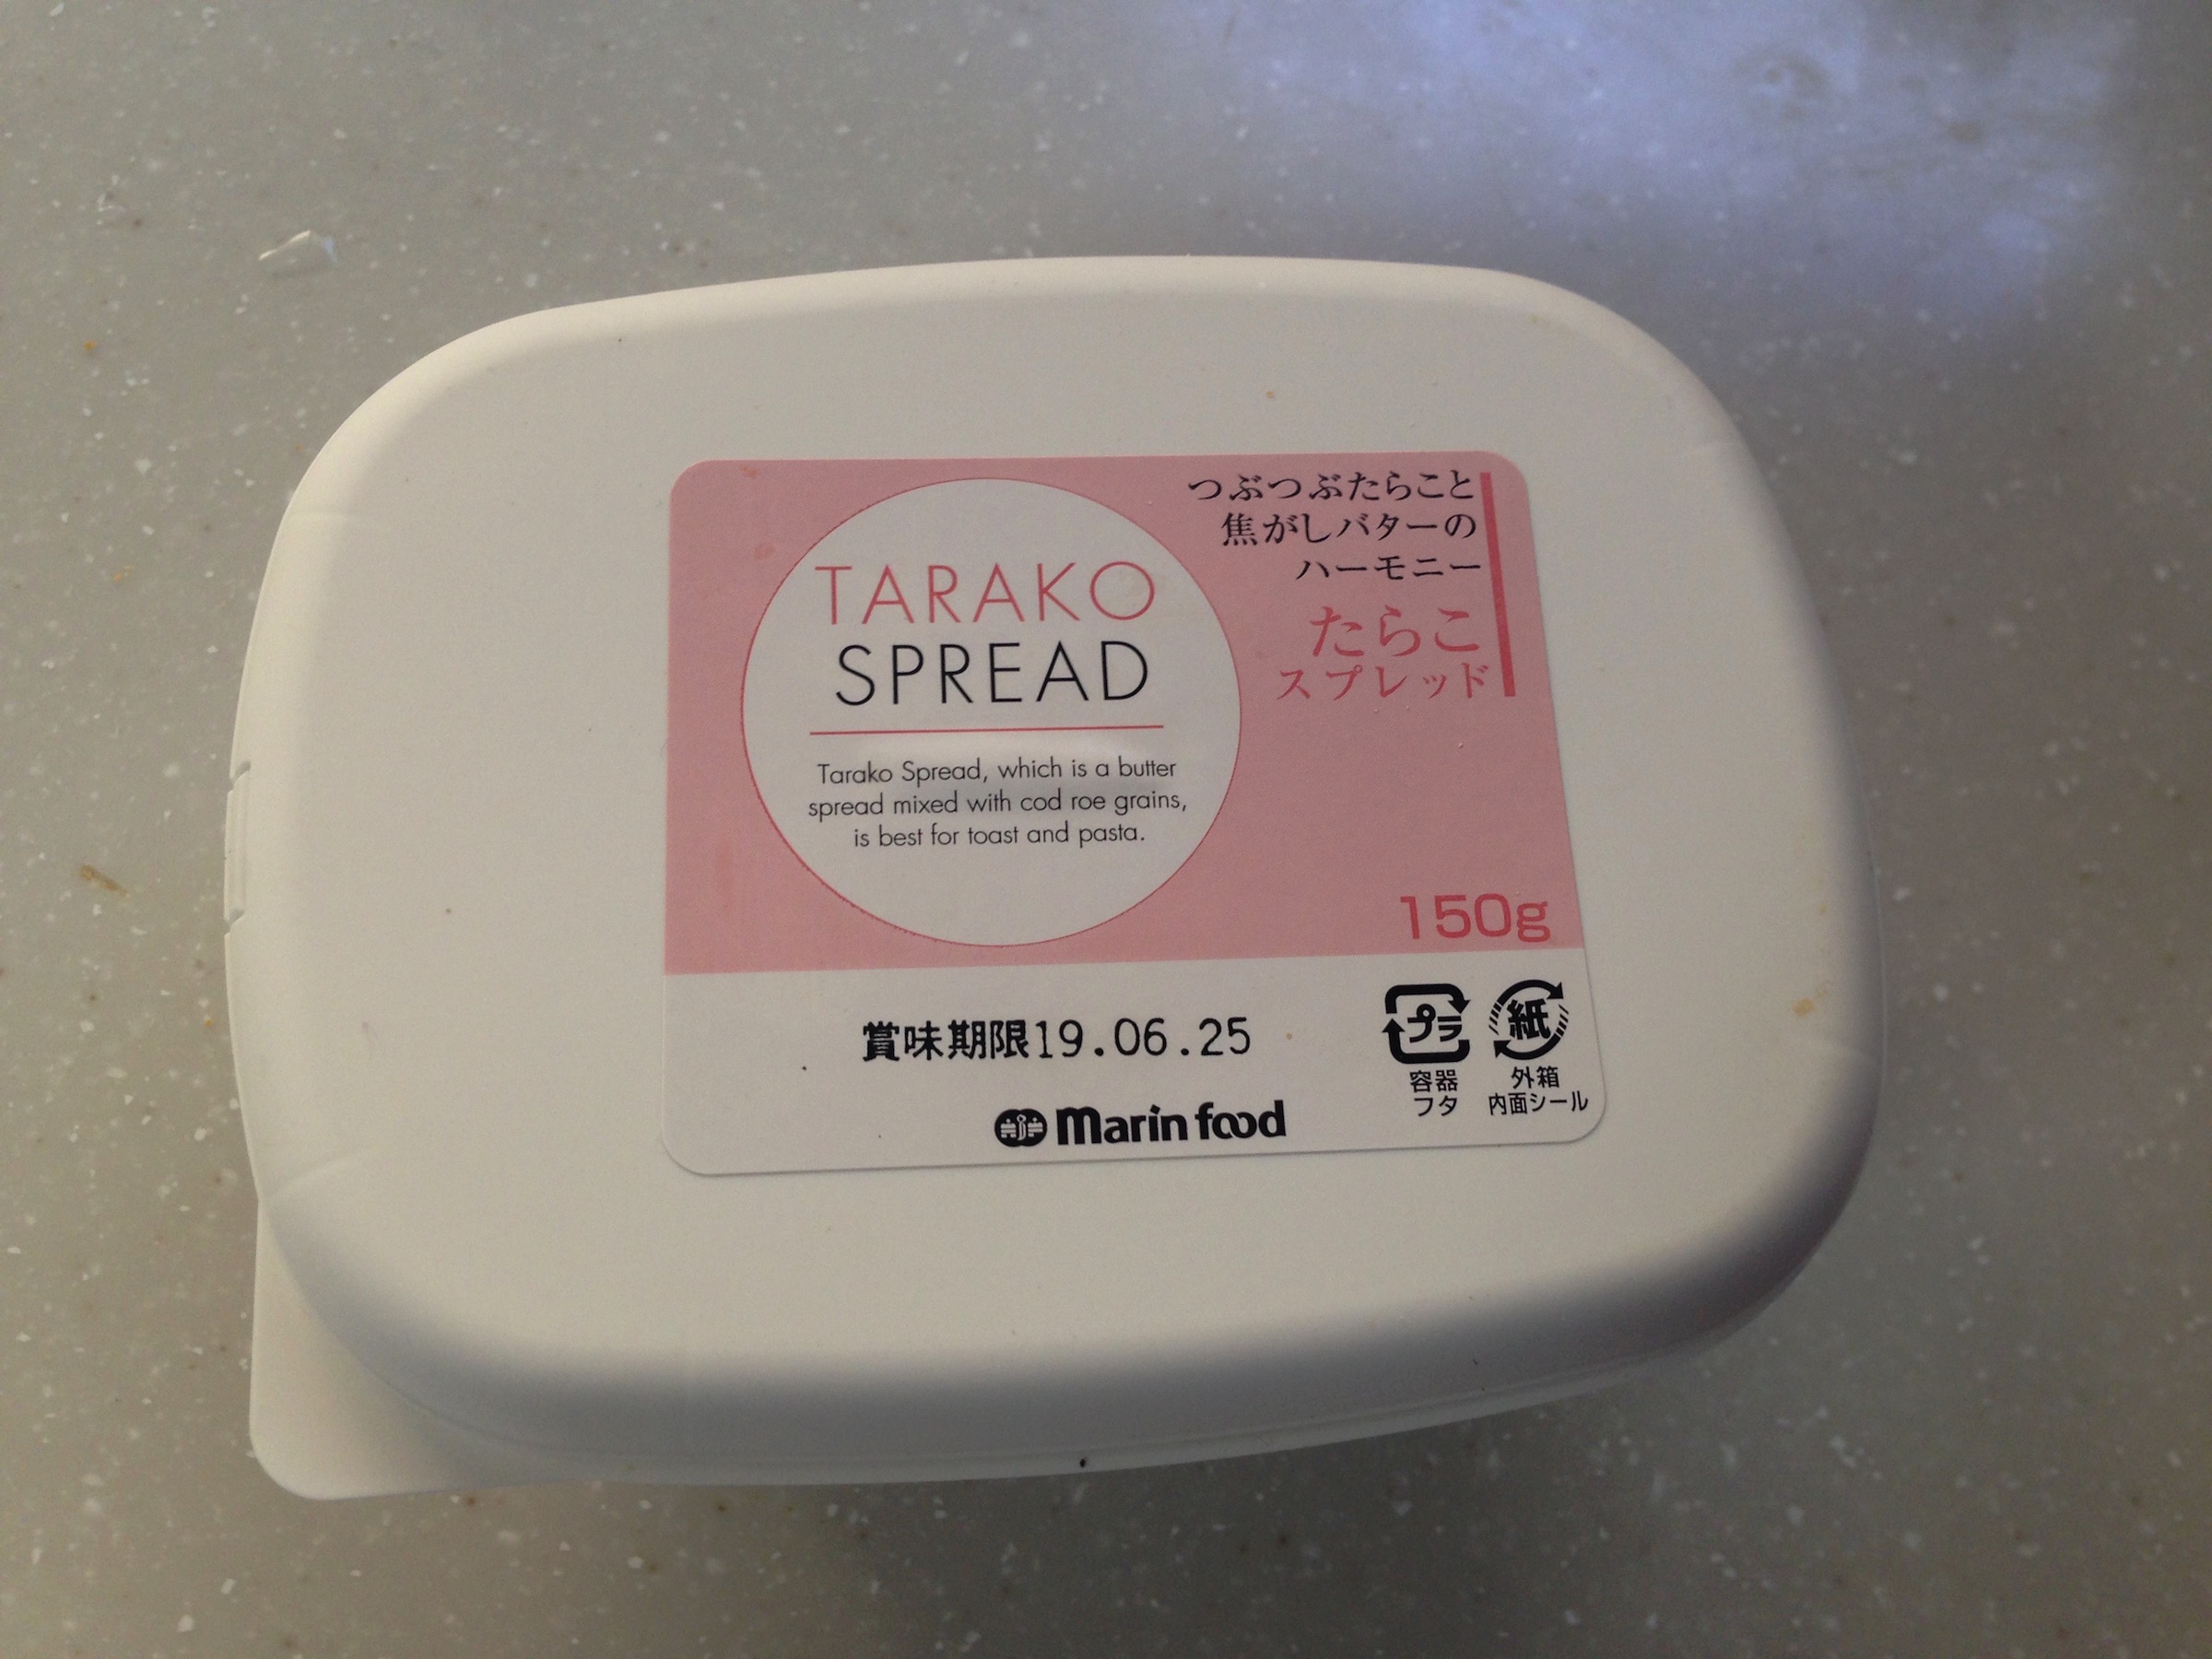 TARAKO
SPREAD
Tarako Spread, which is a butter
spread mixed with cod roe grains,
is best for toast and pasta.
つぶつぶたらこと
焦がしバターの
ハーモニー
たらこ
スプレッド
150g
賞味期限19.06.25
プラ
容器
フタ
紙
外箱
内面シール
marin food